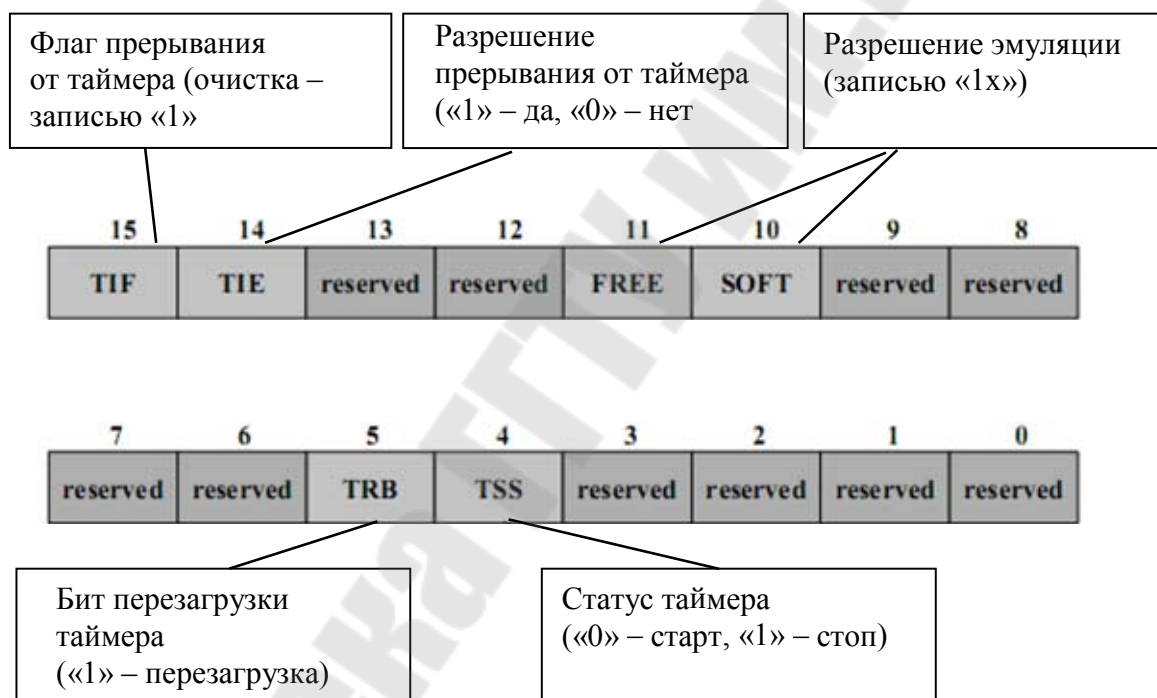 Флаг прерывания
от таймера (очистка –
записью «1»
Разрешение
прерывания от таймера
(«1» – да, «0» – нет
Разрешение эмуляции
(записью «1x»)
15 14 13 12 11 10 9 8
TIF TIE reserved reserved FREE SOFT reserved reserved
7 6 5 4 3 2 1 0
reserved reserved TRB TSS reserved reserved reserved reserved
Бит перезагрузки
таймера
(«1» – перезагрузка)
Статус таймера
(«0» – старт, «1» – стоп)